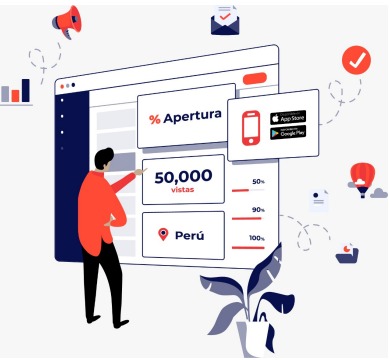 % Apertura
App Store
Google Play
50,000
vistas
50%
90%
Perú
100%